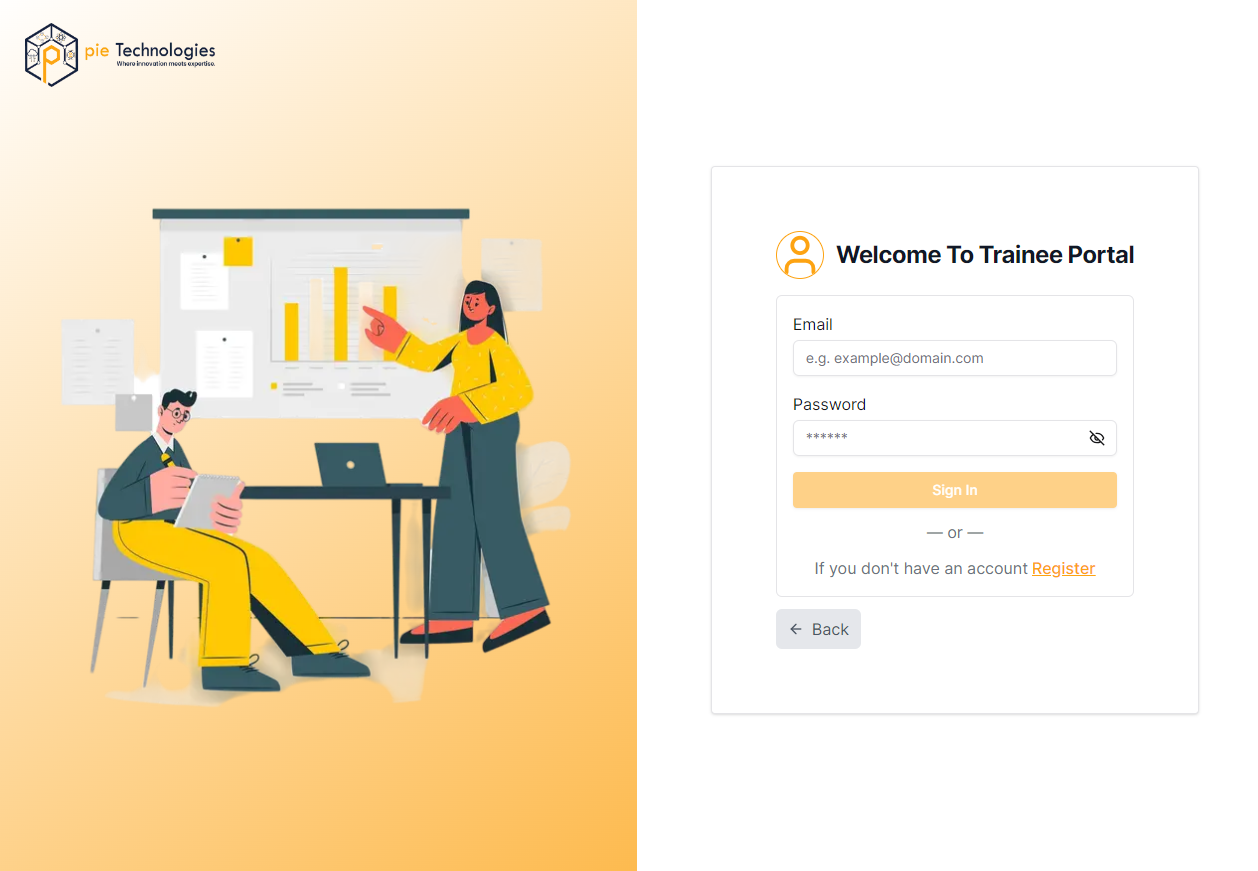 pie Technologies
Where innovation meets expertise.
Welcome To Trainee Portal
Email
e.g. example@domain.com
Password
******
Sign In
— or —
If you don't have an account Register
Back